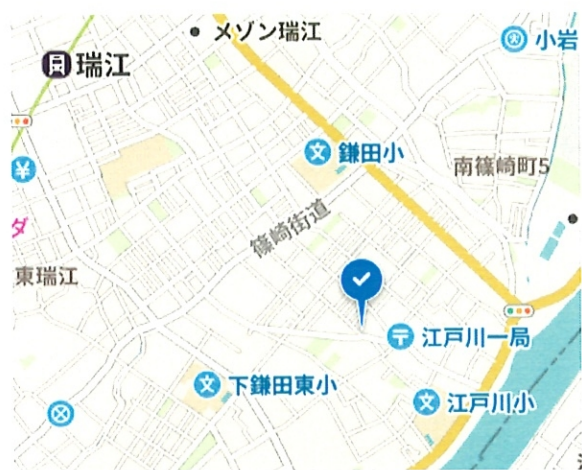 メゾン瑞江
小岩
瑞江
鎌田小
南篠崎町5
篠崎街道
ダ
東瑞江
江戸川一局
下鎌田東小
江戸川小